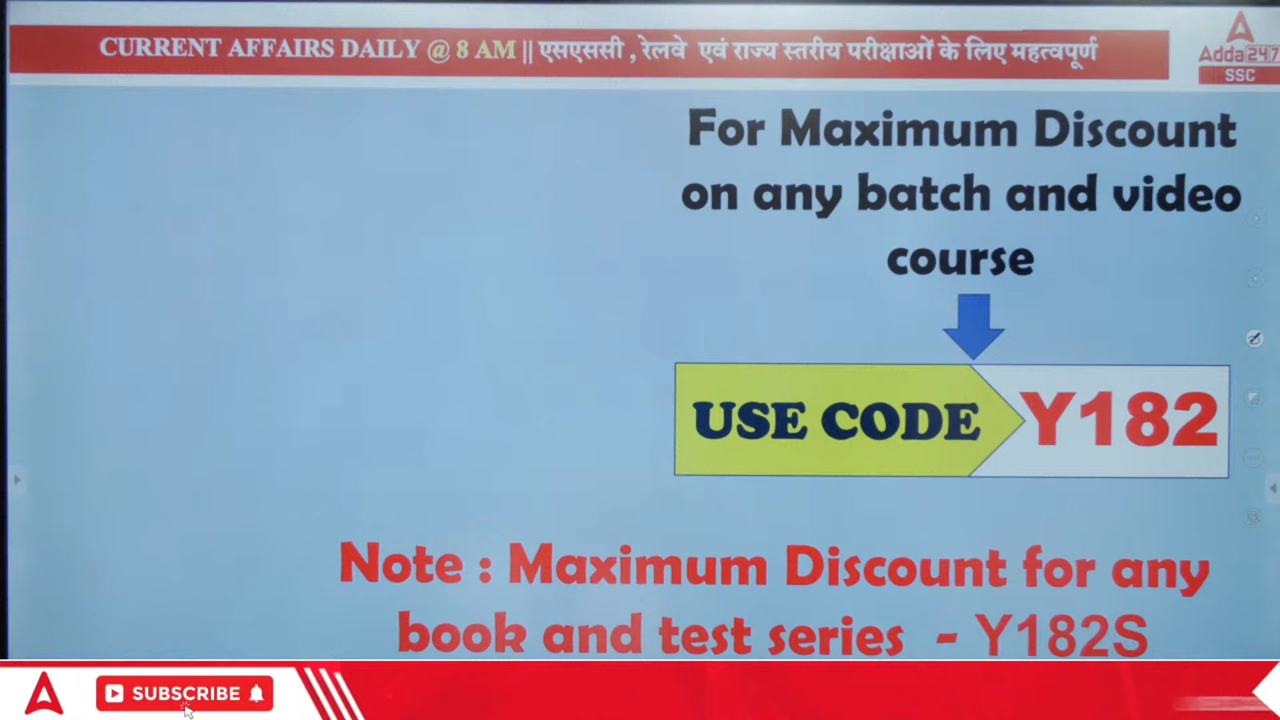 CURRENT AFFAIRS DAILY @ 8 AM || एसएससी , रेलवे एवं राज्य स्तरीय परीक्षाओं के लिए महत्वपूर्ण
Adda247
SSC
For Maximum Discount
on any batch and video
course
USE CODE Y182
Note : Maximum Discount for any
book and test series - Y182S
SUBSCRIBE